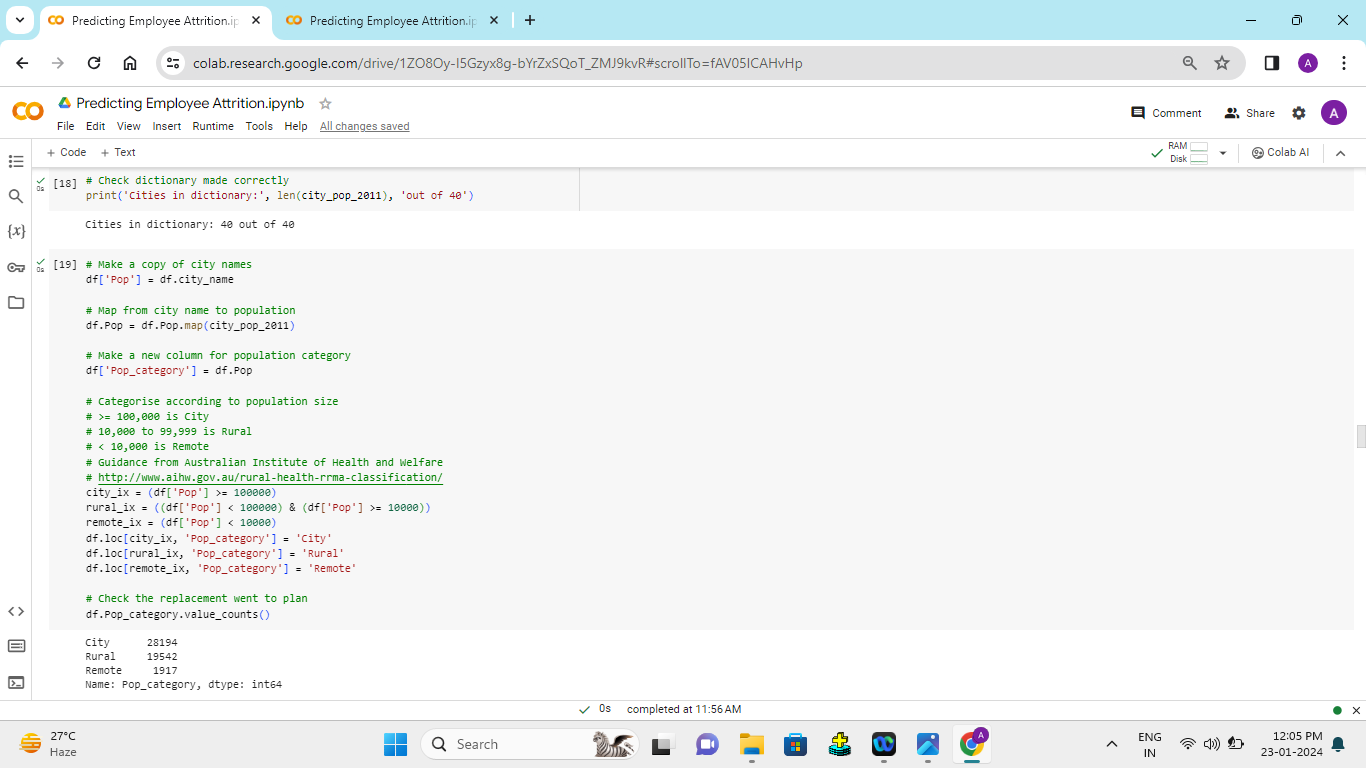 Predicting Employee Attrition.ip
Predicting Employee Attrition.ip
colab.research.google.com/drive/1ZO8Oy-I5Gzyx8g-bYrZxSQoT_ZMJ9kvR#scrollTo=fAV05lCAHvHp
A
CO Predicting Employee Attrition.ipynb
Comment Share A
File Edit View Insert Runtime Tools Help All changes saved
+ Code + Text
RAM
Disk
Colab AI
0s [18] # Check dictionary made correctly
print('Cities in dictionary:', len(city_pop_2011), 'out of 40')
Cities in dictionary: 40 out of 40
{x}
0s [19] # Make a copy of city names
df['Pop'] = df.city_name
# Map from city name to population
df.Pop = df.Pop.map(city_pop_2011)
# Make a new column for population category
df['Pop_category'] = df.Pop
# Categorise according to population size
# >= 100,000 is City
# 10,000 to 99,999 is Rural
# < 10,000 is Remote
# Guidance from Australian Institute of Health and Welfare
# http://www.aihw.gov.au/rural-health-rrma-classification/
city_ix = (df['Pop'] >= 100000)
rural_ix = ((df['Pop'] < 100000) & (df['Pop'] >= 10000))
remote_ix = (df['Pop'] < 10000)
df.loc[city_ix, 'Pop_category'] = 'City'
df.loc[rural_ix, 'Pop_category'] = 'Rural'
df.loc[remote_ix, 'Pop_category'] = 'Remote'
# Check the replacement went to plan
df.Pop_category.value_counts()
City 28194
Rural 19542
Remote 1917
Name: Pop_category, dtype: int64
0s completed at 11:56 AM
27°C
Haze
Search
A
ENG
IN
12:05 PM
23-01-2024